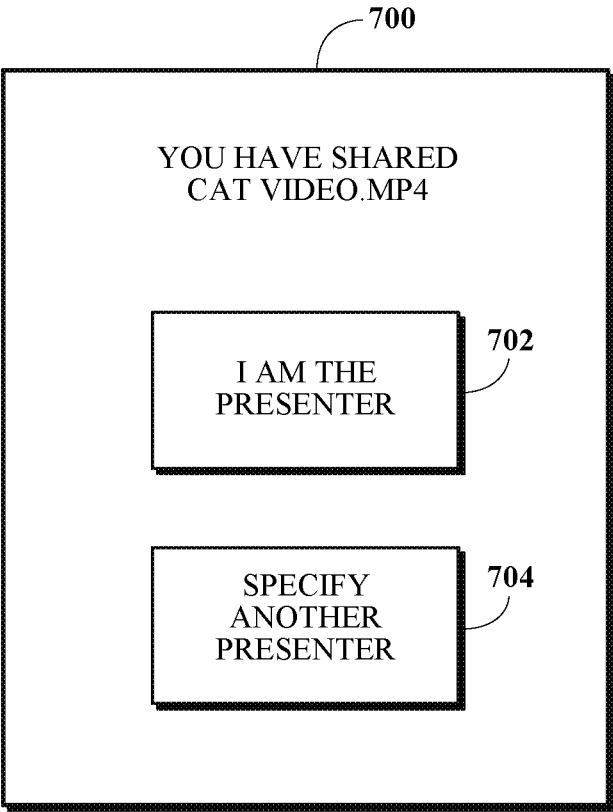 700
YOU HAVE SHARED
CAT VIDEO.MP4
I AM THE
PRESENTER
702
SPECIFY
ANOTHER
PRESENTER
704